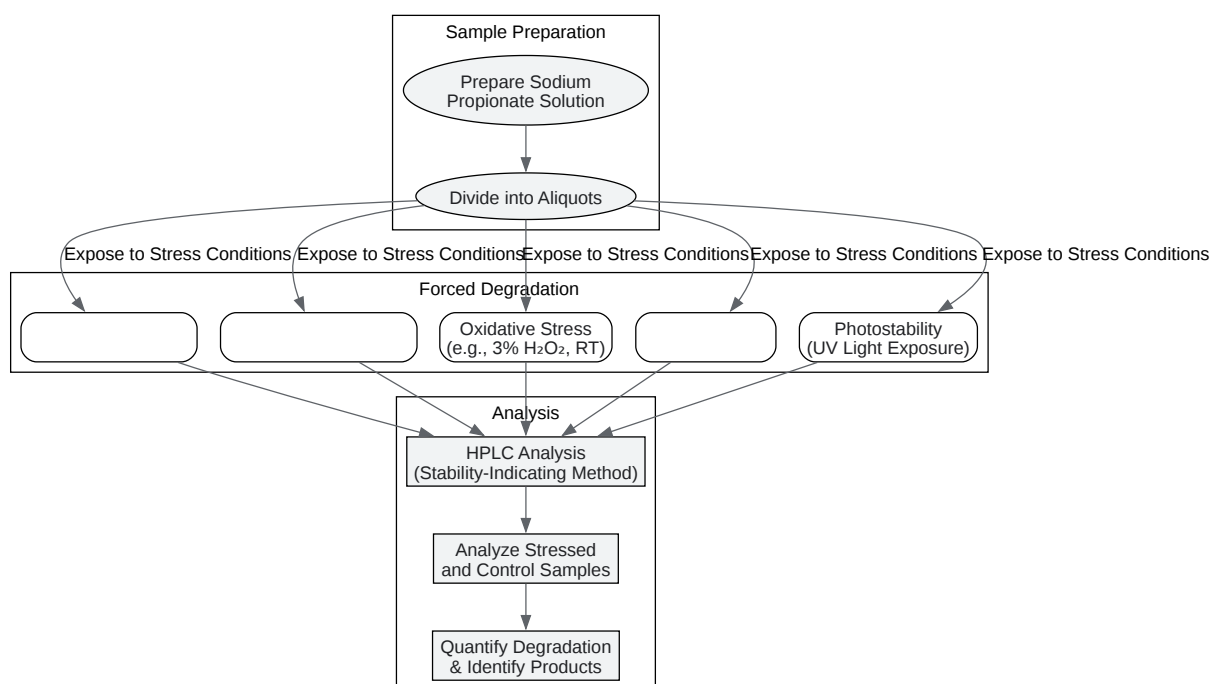 Sample Preparation
Prepare Sodium
Propionate Solution
Divide into Aliquots
Expose to Stress Conditions
Expose to Stress Conditions
Expose to Stress Conditions
Expose to Stress Conditions
Expose to Stress Conditions
Forced Degradation
Oxidative Stress
(e.g., 3% H₂O₂, RT)
Photostability
(UV Light Exposure)
Analysis
HPLC Analysis
(Stability-Indicating Method)
Analyze Stressed
and Control Samples
Quantify Degradation
& Identify Products